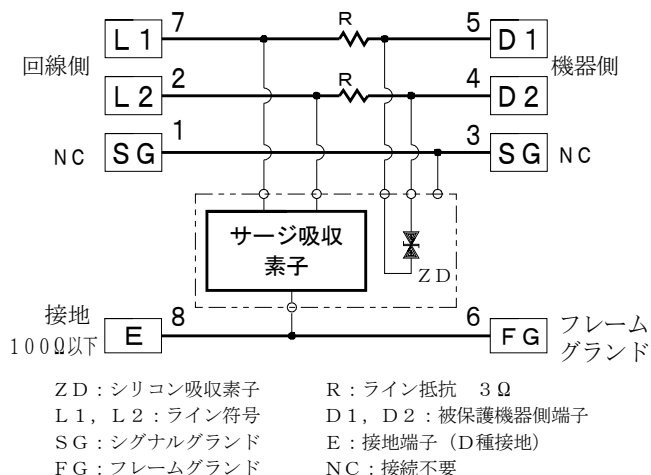 7 R 5
L1 D1
回線側 機器側
2 R 4
L2 D2
1 3
NC SG SG NC
サージ吸収
素子
ZD
接地 8 6 フレーム
100Ω以下 E FG グランド
ZD:シリコン吸収素子 R:ライン抵抗 3Ω
L1,L2:ライン符号 D1,D2:被保護機器側端子
SG:シグナルグランド E:接地端子(D種接地)
FG:フレームグランド NC:接続不要